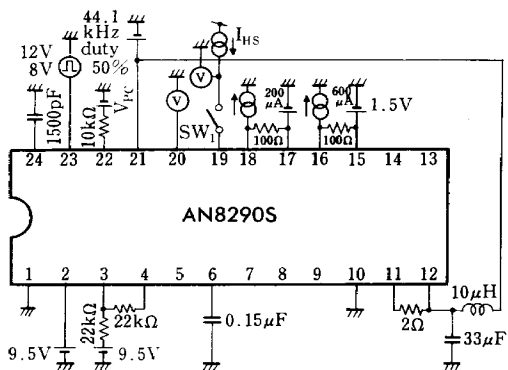 44.1
kHz
duty
50%
12V
8V
I_HS
1500pF
10kΩ
V_PC
V
V
SW₁
200
μA
100Ω
600
μA
100Ω
1.5V
24 23 22 21 20 19 18 17 16 15 14 13
AN8290S
1 2 3 4 5 6 7 8 9 10 11 12
22kΩ
22kΩ
9.5V
9.5V
0.15μF
2Ω
10μH
33μF